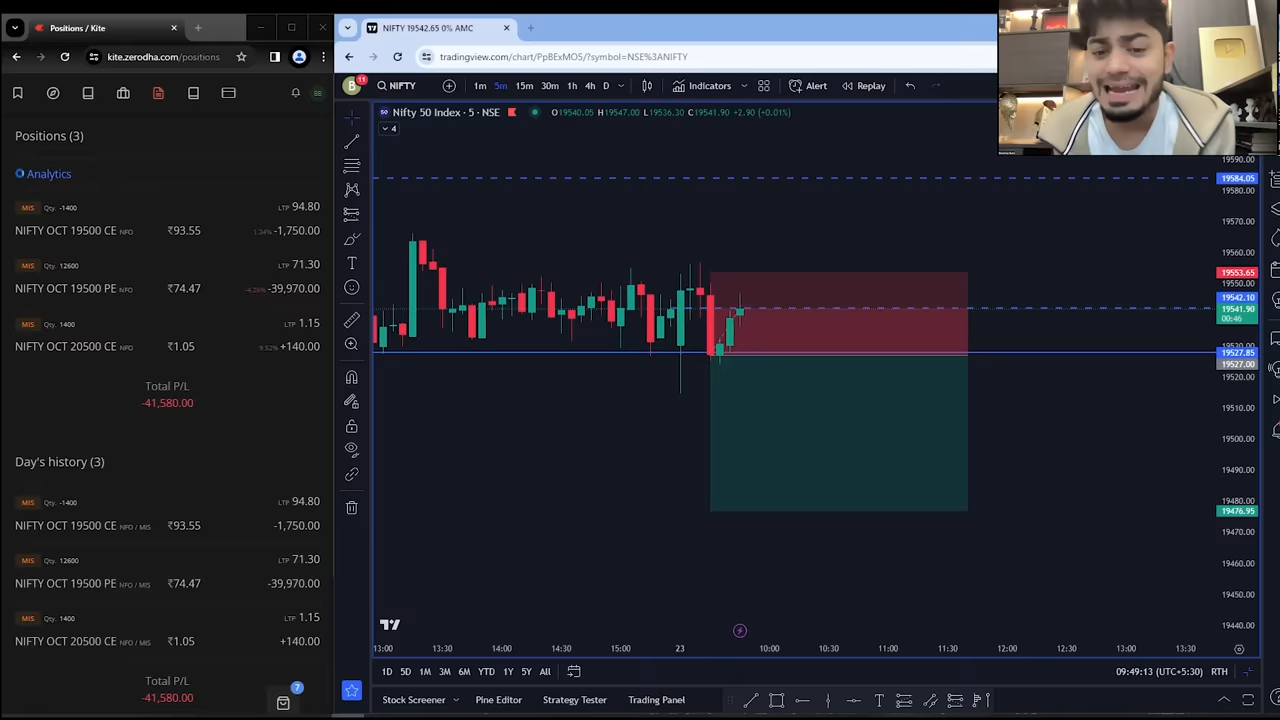 Positions / Kite
kite.zerodha.com/positions
Positions (3)
Analytics
MIS Qty. -1400 LTP 94.80
NIFTY OCT 19500 CE NFO ₹93.55 1.34% -1,750.00
MIS Qty. 12600 LTP 71.30
NIFTY OCT 19500 PE NFO ₹74.47 -4.26% -39,970.00
MIS Qty. 1400 LTP 1.15
NIFTY OCT 20500 CE NFO ₹1.05 9.52% +140.00
Total P/L
-41,580.00
Day's history (3)
MIS Qty. -1400 LTP 94.80
NIFTY OCT 19500 CE NFO / MIS ₹93.55 -1,750.00
MIS Qty. 12600 LTP 71.30
NIFTY OCT 19500 PE NFO / MIS ₹74.47 -39,970.00
MIS Qty. 1400 LTP 1.15
NIFTY OCT 20500 CE NFO / MIS ₹1.05 +140.00
Total P/L
-41,580.00
7
NIFTY 19542.65 0% AMC
tradingview.com/chart/PpBExMO5/?symbol=NSE%3ANIFTY
B 11 NIFTY 1m 5m 15m 30m 1h 4h D Indicators Alert Replay
Nifty 50 Index · 5 · NSE O19540.05 H19547.00 L19536.30 C19541.90 +2.90 (+0.01%)
4
19590.00
19584.05
19580.00
19570.00
19560.00
19553.65
19550.00
19542.10
19541.90
00:46
19530.00
19527.85
19527.00
19520.00
19510.00
19500.00
19490.00
19480.00
19476.95
19470.00
19460.00
19450.00
19440.00
13:00 13:30 14:00 14:30 15:00 23 10:00 10:30 11:00 11:30 12:00 12:30 13:00 13:30
1D 5D 1M 3M 6M YTD 1Y 5Y All 09:49:13 (UTC+5:30) RTH
Stock Screener Pine Editor Strategy Tester Trading Panel